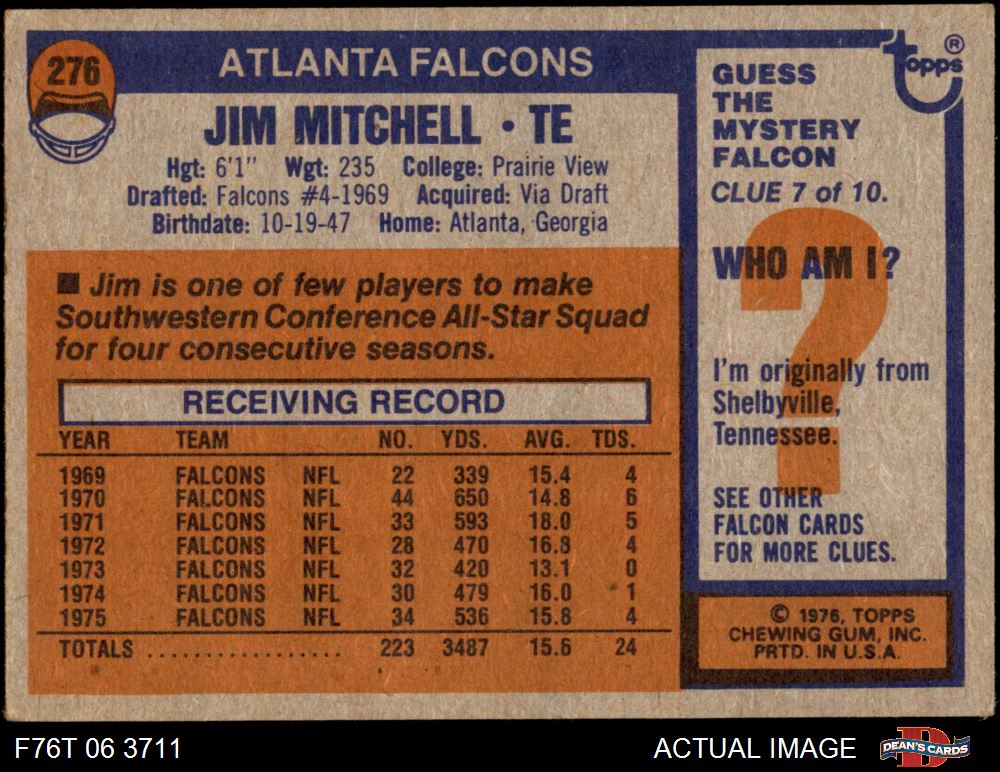 276
ATLANTA FALCONS
JIM MITCHELL • TE
Hgt: 6'1" Wgt: 235 College: Prairie View
Drafted: Falcons #4-1969 Acquired: Via Draft
Birthdate: 10-19-47 Home: Atlanta, Georgia
■ Jim is one of few players to make
Southwestern Conference All-Star Squad
for four consecutive seasons.
RECEIVING RECORD
YEAR TEAM NO. YDS. AVG. TDS.
1969 FALCONS NFL 22 339 15.4 4
1970 FALCONS NFL 44 650 14.8 6
1971 FALCONS NFL 33 593 18.0 5
1972 FALCONS NFL 28 470 16.8 4
1973 FALCONS NFL 32 420 13.1 0
1974 FALCONS NFL 30 479 16.0 1
1975 FALCONS NFL 34 536 15.8 4
TOTALS ................. 223 3487 15.6 24
topps ®
GUESS
THE
MYSTERY
FALCON
CLUE 7 of 10.
?
WHO AM I?
I'm originally from
Shelbyville,
Tennessee.
SEE OTHER
FALCON CARDS
FOR MORE CLUES.
© 1976, TOPPS
CHEWING GUM, INC.
PRTD. IN U.S.A.
F76T 06 3711
ACTUAL IMAGE
DEAN'S CARDS